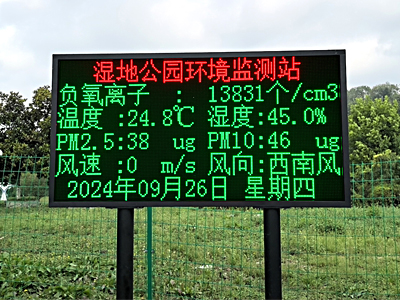 湿地公园环境监测站
负氧离子 : 13831个/cm3
温度:24.8℃ 湿度:45.0%
PM2.5:38 ug PM10:46 ug
风速:0 m/s 风向:西南风
2024年09月26日 星期四